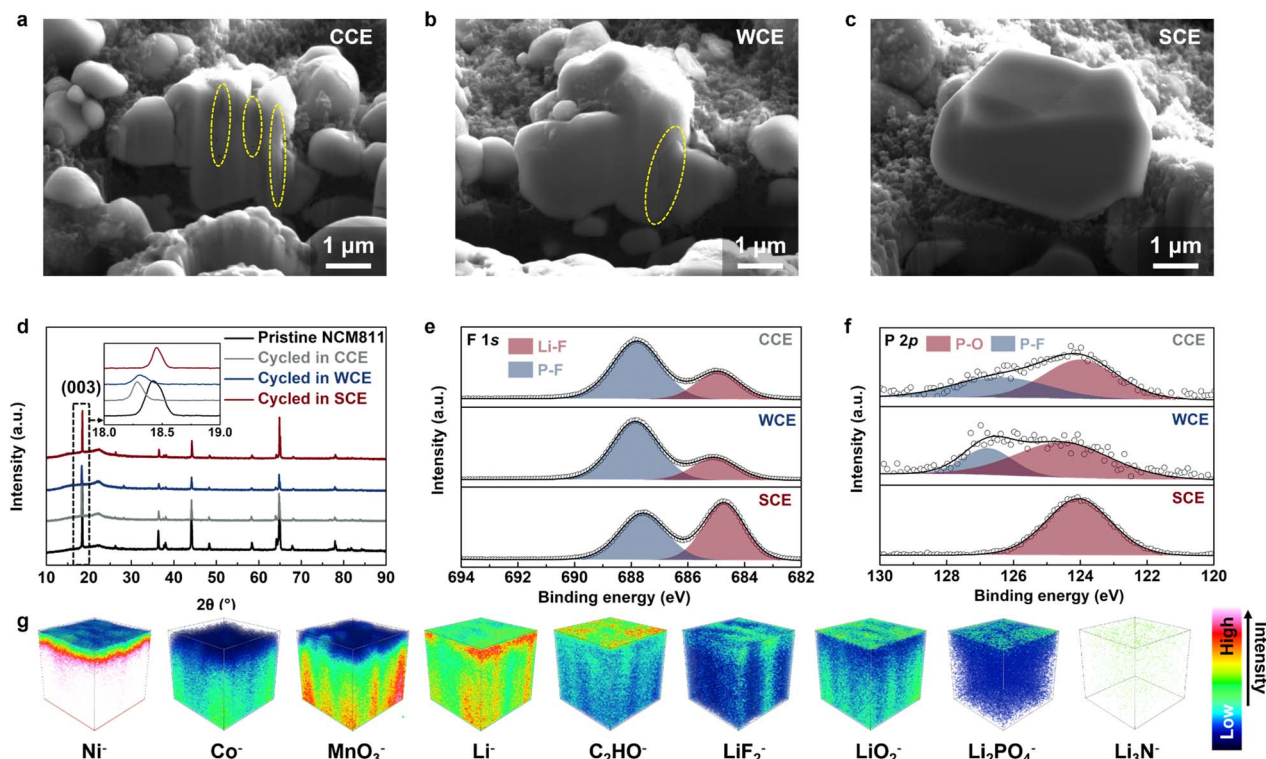 a
CCE
1 µm
b
WCE
1 µm
c
SCE
1 µm
d
Pristine NCM811
Cycled in CCE
Cycled in WCE
Cycled in SCE
(003)
18.0 18.5 19.0
Intensity (a.u.)
10 20 30 40 50 60 70 80 90
2θ (°)
e
F 1s
CCE
Li-F
P-F
WCE
SCE
Intensity (a.u.)
694 692 690 688 686 684 682
Binding energy (eV)
f
P 2p
P-O P-F
CCE
WCE
SCE
Intensity (a.u.)
130 128 126 124 122 120
Binding energy (eV)
g
Ni⁻ Co⁻ MnO₃⁻ Li⁻ C₂HO⁻ LiF₂⁻ LiO₂⁻ Li₂PO₄⁻ Li₃N⁻
High
Low
Intensity